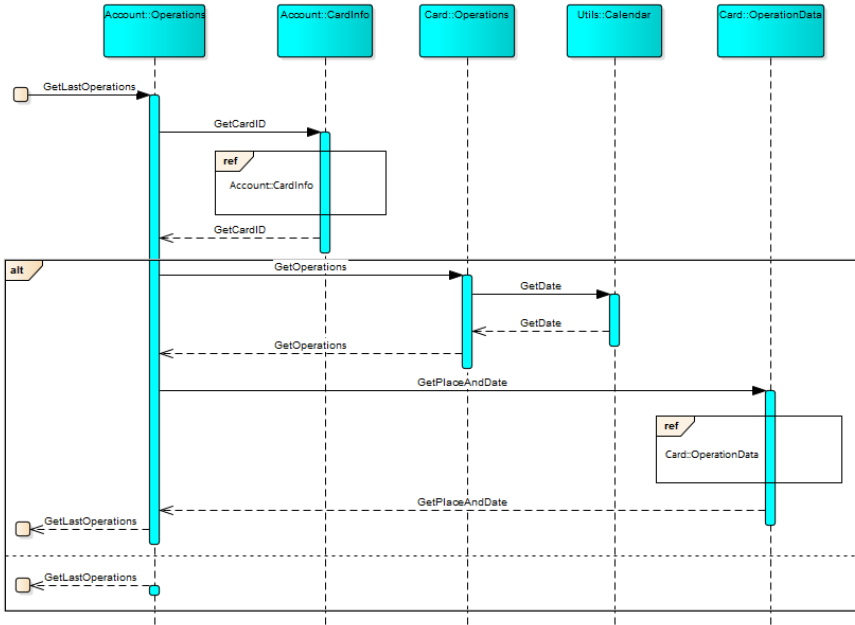 Account::Operations
Account::CardInfo
Card::Operations
Utils::Calendar
Card::OperationData
GetLastOperations
GetCardID
ref
Account::CardInfo
GetCardID
alt
GetOperations
GetDate
GetDate
GetOperations
GetPlaceAndDate
ref
Card::OperationData
GetPlaceAndDate
GetLastOperations
GetLastOperations